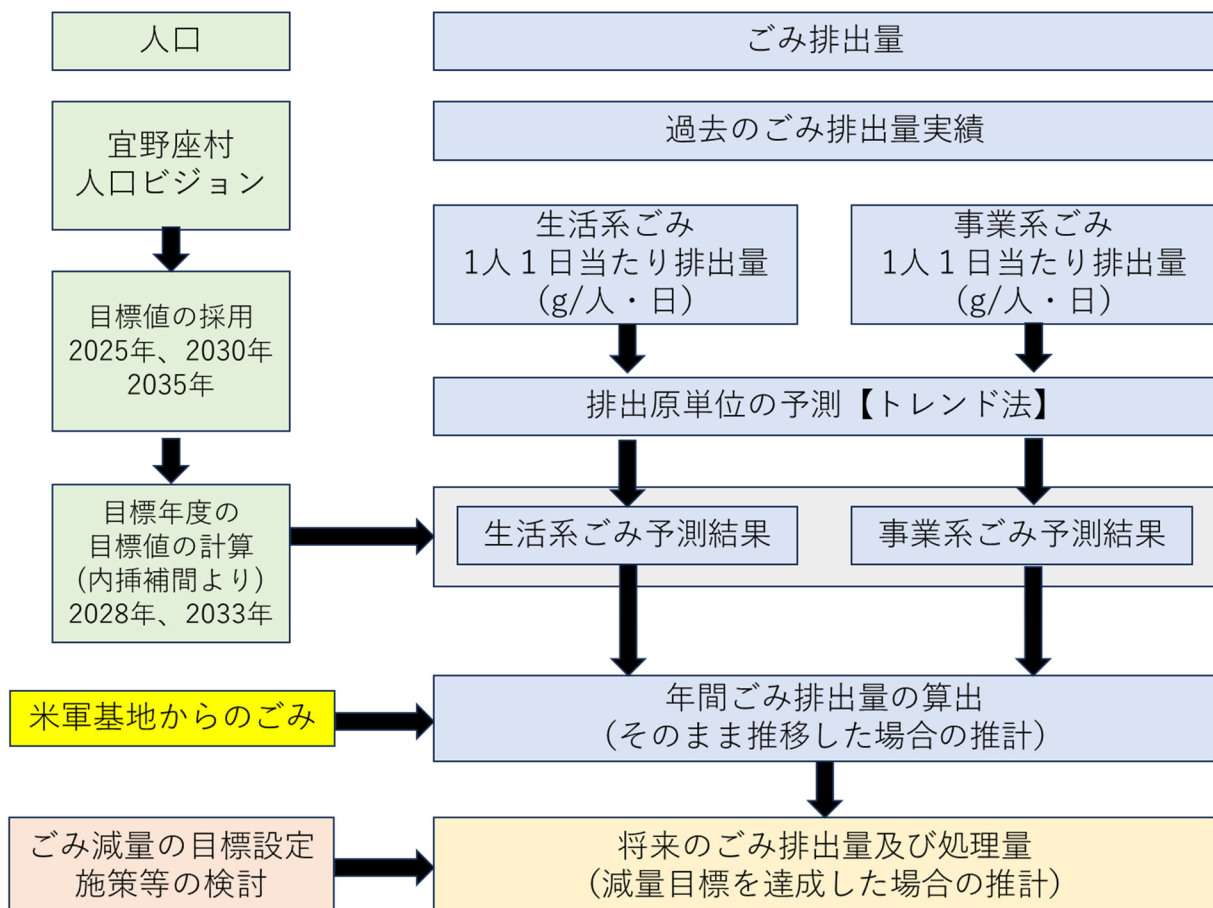 人口
ごみ排出量
宜野座村
人口ビジョン
過去のごみ排出量実績
生活系ごみ
1人１日当たり排出量
(g/人・日)
事業系ごみ
1人１日当たり排出量
(g/人・日)
目標値の採用
2025年、2030年
2035年
排出原単位の予測【トレンド法】
目標年度の
目標値の計算
(内挿補間より)
2028年、2033年
生活系ごみ予測結果
事業系ごみ予測結果
米軍基地からのごみ
年間ごみ排出量の算出
(そのまま推移した場合の推計)
ごみ減量の目標設定
施策等の検討
将来のごみ排出量及び処理量
(減量目標を達成した場合の推計)